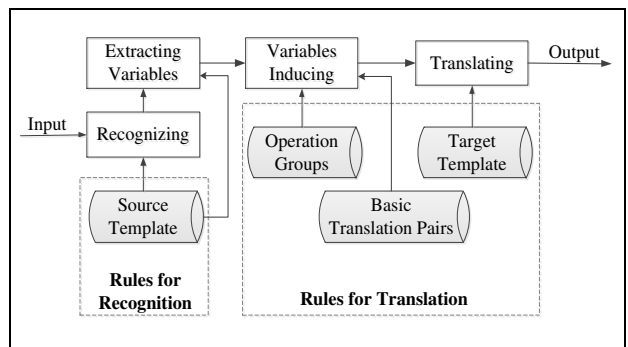 Extracting
Variables
Variables
Inducing
Translating
Output
Input
Recognizing
Operation
Groups
Target
Template
Source
Template
Basic
Translation Pairs
Rules for
Recognition
Rules for Translation